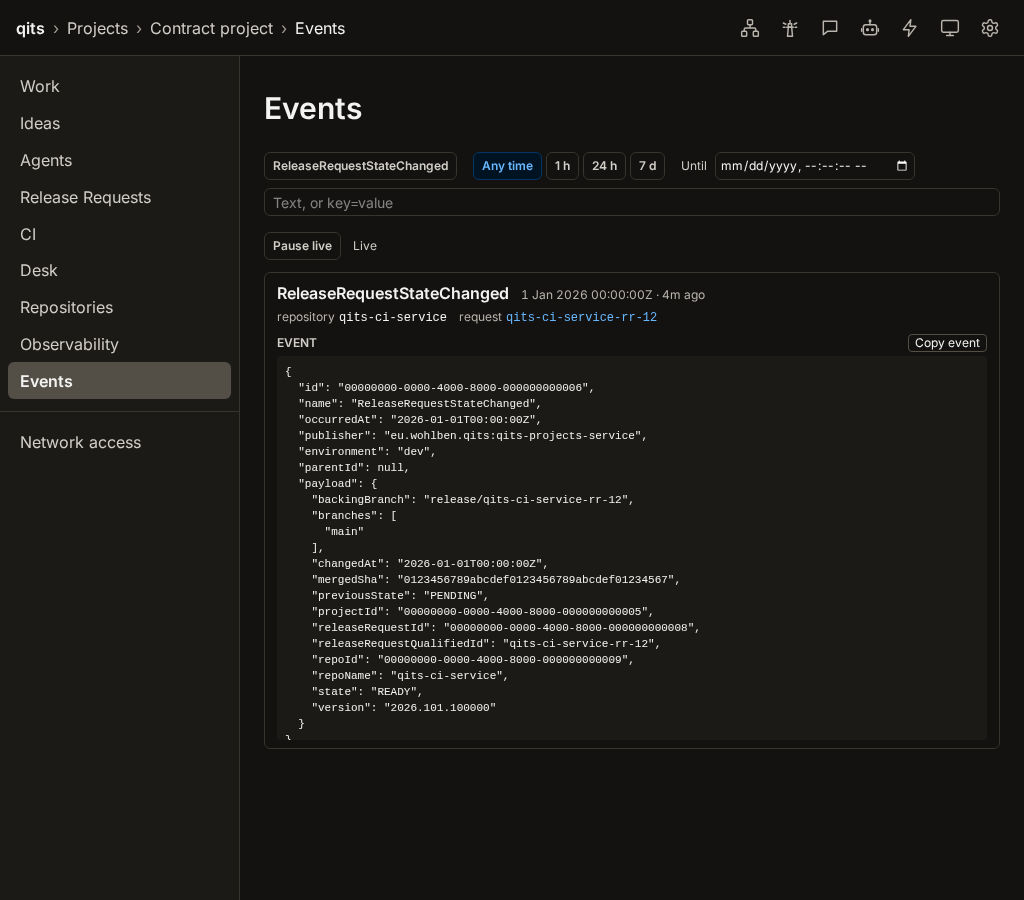 qits › Projects › Contract project › Events
Work
Ideas
Agents
Release Requests
CI
Desk
Repositories
Observability
Events
Network access
Events
ReleaseRequestStateChanged Any time 1 h 24 h 7 d Until mm/dd/yyyy, --:--:-- --
Text, or key=value
Pause live Live
ReleaseRequestStateChanged 1 Jan 2026 00:00:00Z · 4m ago
repository qits-ci-service request qits-ci-service-rr-12
EVENT Copy event
{
"id": "00000000-0000-4000-8000-000000000006",
"name": "ReleaseRequestStateChanged",
"occurredAt": "2026-01-01T00:00:00Z",
"publisher": "eu.wohlben.qits:qits-projects-service",
"environment": "dev",
"parentId": null,
"payload": {
"backingBranch": "release/qits-ci-service-rr-12",
"branches": [
"main"
],
"changedAt": "2026-01-01T00:00:00Z",
"mergedSha": "0123456789abcdef0123456789abcdef01234567",
"previousState": "PENDING",
"projectId": "00000000-0000-4000-8000-000000000005",
"releaseRequestId": "00000000-0000-4000-8000-000000000008",
"releaseRequestQualifiedId": "qits-ci-service-rr-12",
"repoId": "00000000-0000-4000-8000-000000000009",
"repoName": "qits-ci-service",
"state": "READY",
"version": "2026.101.100000"
}
}